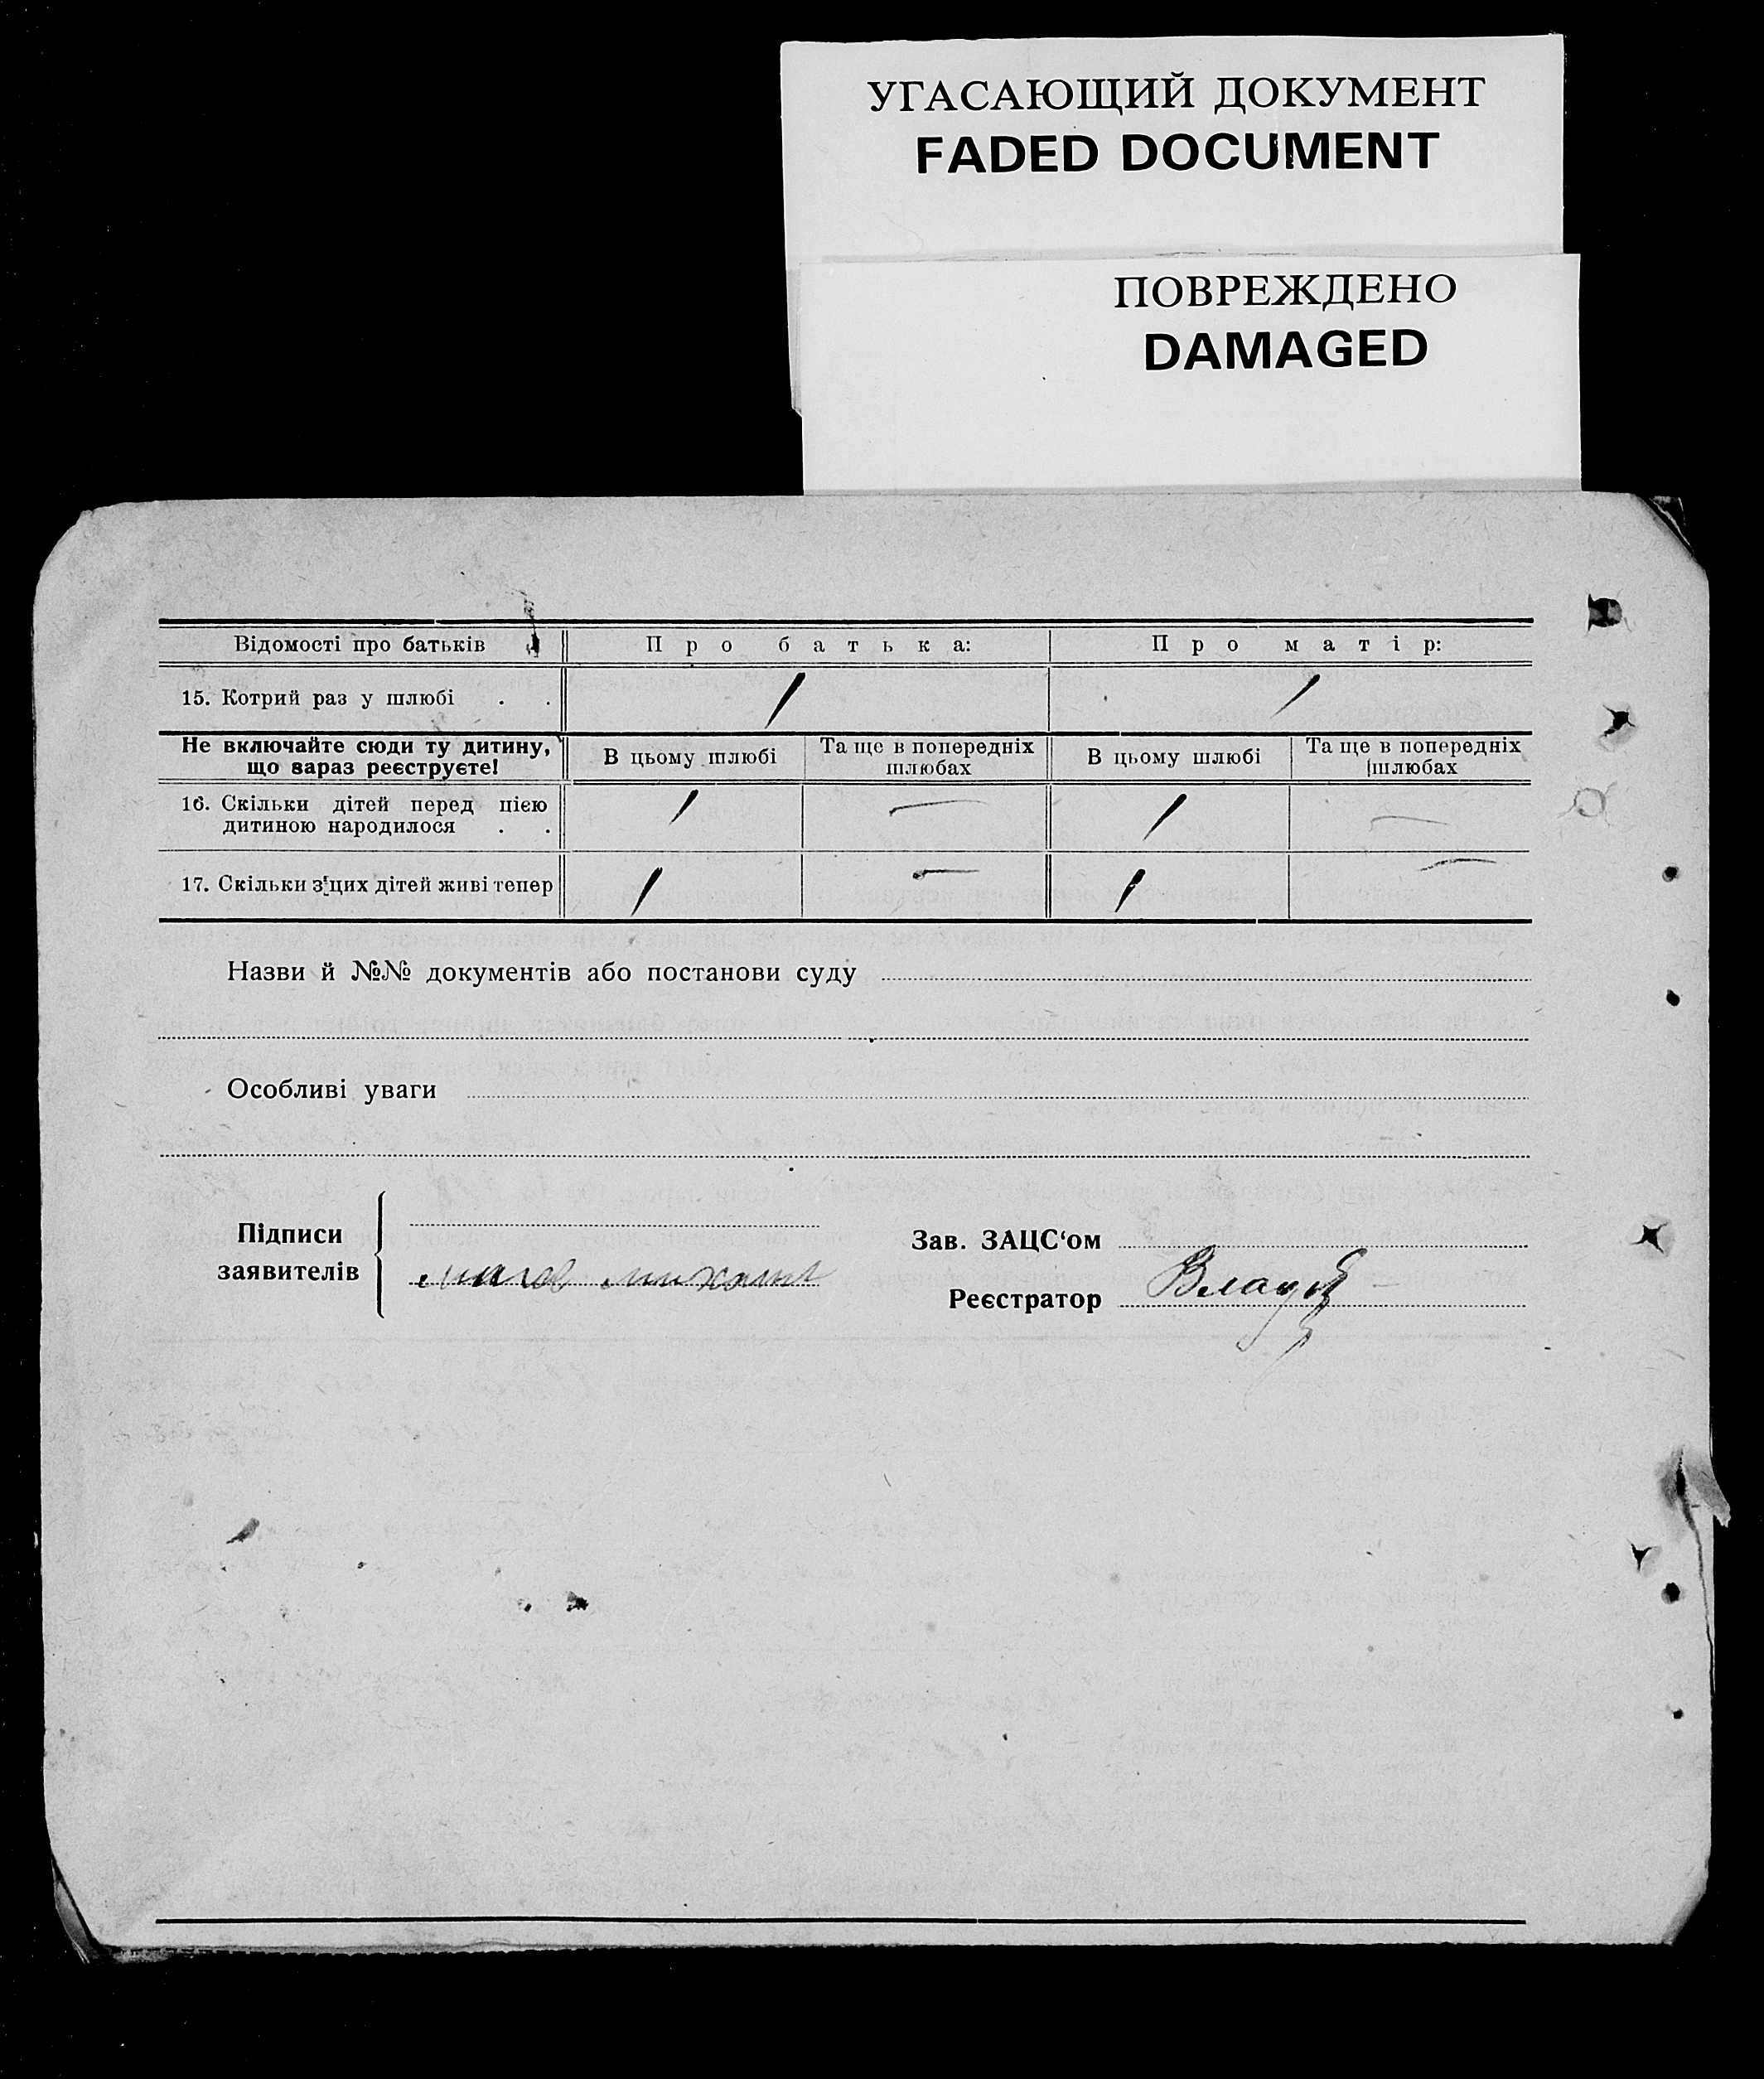 УГАСАЮЩИЙ ДОКУМЕНТ
FADED DOCUMENT
ПОВРЕЖДЕНО
DAMAGED
Відомості про батьків Про батька: Про матір:
15. Котрий раз у шлюбі . . 1 1
Не включайте сюди ту дитину, що зараз реєструєте! В цьому шлюбі Та ще в попередніх шлюбах В цьому шлюбі Та ще в попередніх шлюбах
16. Скільки дітей перед цією дитиною народилося . . 1 — 1 —
17. Скільки з цих дітей живі тепер 1 — 1 —
Назви й №№ документів або постанови суду
Особливі уваги
Підписи заявителів
Зав. ЗАЦС‘ом
Реєстратор